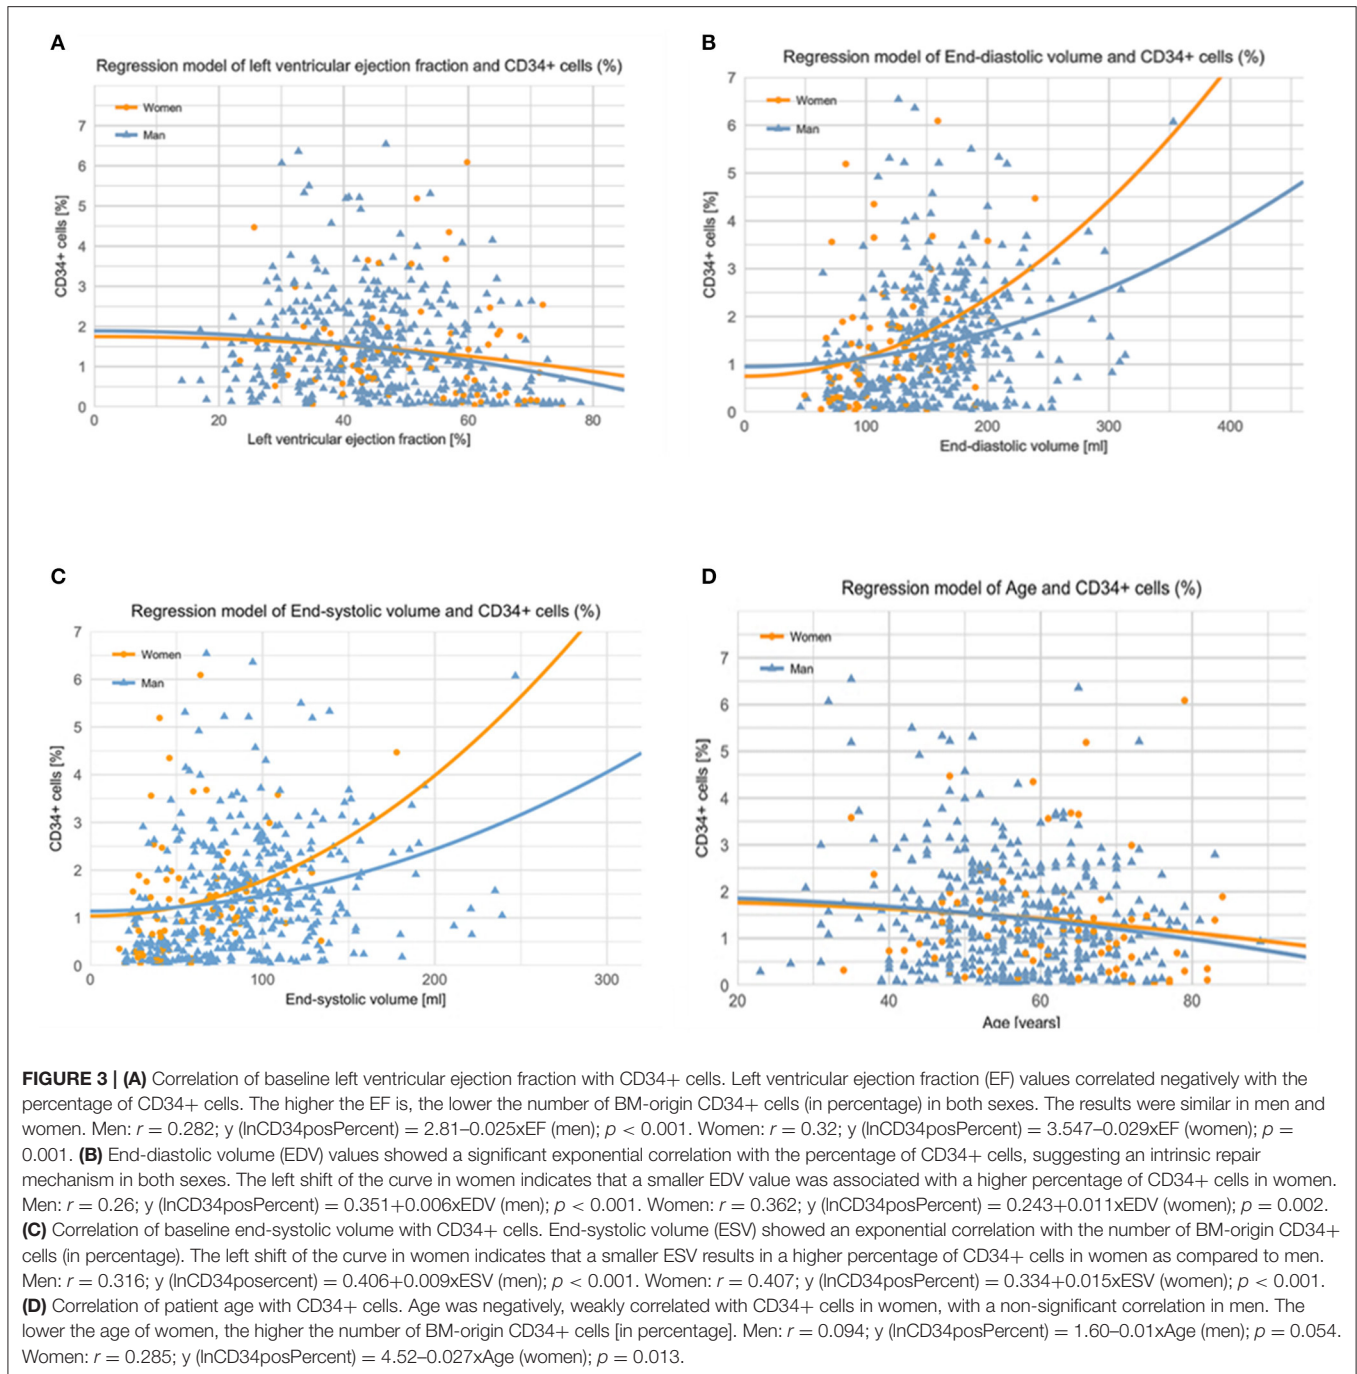 A
Regression model of left ventricular ejection fraction and CD34+ cells (%)
Women
Man
CD34+ cells [%]
7
6
5
4
3
2
1
0
0 20 40 60 80
Left ventricular ejection fraction [%]
B
Regression model of End-diastolic volume and CD34+ cells (%)
Women
Man
CD34+ cells [%]
7
6
5
4
3
2
1
0
0 100 200 300 400
End-diastolic volume [ml]
C
Regression model of End-systolic volume and CD34+ cells (%)
Women
Man
CD34+ cells [%]
7
6
5
4
3
2
1
0
0 100 200 300
End-systolic volume [ml]
D
Regression model of Age and CD34+ cells (%)
Women
Man
CD34+ cells [%]
7
6
5
4
3
2
1
0
20 40 60 80
Age [years]
FIGURE 3 | (A) Correlation of baseline left ventricular ejection fraction with CD34+ cells. Left ventricular ejection fraction (EF) values correlated negatively with the
percentage of CD34+ cells. The higher the EF is, the lower the number of BM-origin CD34+ cells (in percentage) in both sexes. The results were similar in men and
women. Men: r = 0.282; y (lnCD34posPercent) = 2.81–0.025xEF (men); p < 0.001. Women: r = 0.32; y (lnCD34posPercent) = 3.547–0.029xEF (women); p =
0.001. (B) End-diastolic volume (EDV) values showed a significant exponential correlation with the percentage of CD34+ cells, suggesting an intrinsic repair
mechanism in both sexes. The left shift of the curve in women indicates that a smaller EDV value was associated with a higher percentage of CD34+ cells in women.
Men: r = 0.26; y (lnCD34posPercent) = 0.351+0.006xEDV (men); p < 0.001. Women: r = 0.362; y (lnCD34posPercent) = 0.243+0.011xEDV (women); p = 0.002.
(C) Correlation of baseline end-systolic volume with CD34+ cells. End-systolic volume (ESV) showed an exponential correlation with the number of BM-origin CD34+
cells (in percentage). The left shift of the curve in women indicates that a smaller ESV results in a higher percentage of CD34+ cells in women as compared to men.
Men: r = 0.316; y (lnCD34posercent) = 0.406+0.009xESV (men); p < 0.001. Women: r = 0.407; y (lnCD34posPercent) = 0.334+0.015xESV (women); p < 0.001.
(D) Correlation of patient age with CD34+ cells. Age was negatively, weakly correlated with CD34+ cells in women, with a non-significant correlation in men. The
lower the age of women, the higher the number of BM-origin CD34+ cells [in percentage]. Men: r = 0.094; y (lnCD34posPercent) = 1.60–0.01xAge (men); p = 0.054.
Women: r = 0.285; y (lnCD34posPercent) = 4.52–0.027xAge (women); p = 0.013.